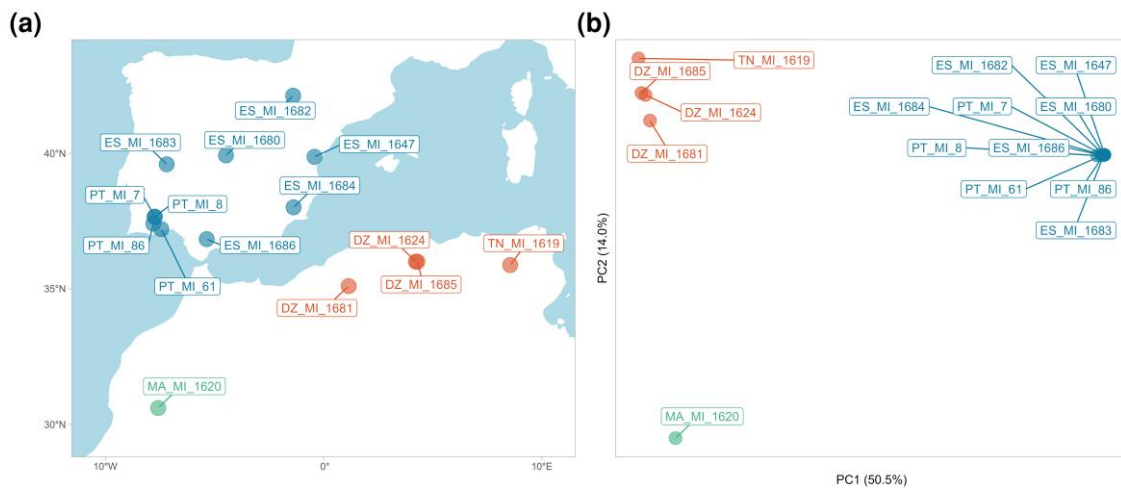 (a)
ES_MI_1682
ES_MI_1683
ES_MI_1680
ES_MI_1647
40°N
ES_MI_1684
PT_MI_7
PT_MI_8
PT_MI_86
ES_MI_1686
DZ_MI_1624
TN_MI_1619
PT_MI_61
DZ_MI_1685
35°N
DZ_MI_1681
MA_MI_1620
30°N
10°W
0°
10°E
(b)
TN_MI_1619
DZ_MI_1685
ES_MI_1682
ES_MI_1647
DZ_MI_1624
ES_MI_1684
PT_MI_7
ES_MI_1680
DZ_MI_1681
PT_MI_8
ES_MI_1686
PT_MI_61
PT_MI_86
ES_MI_1683
PC2 (14.0%)
MA_MI_1620
PC1 (50.5%)